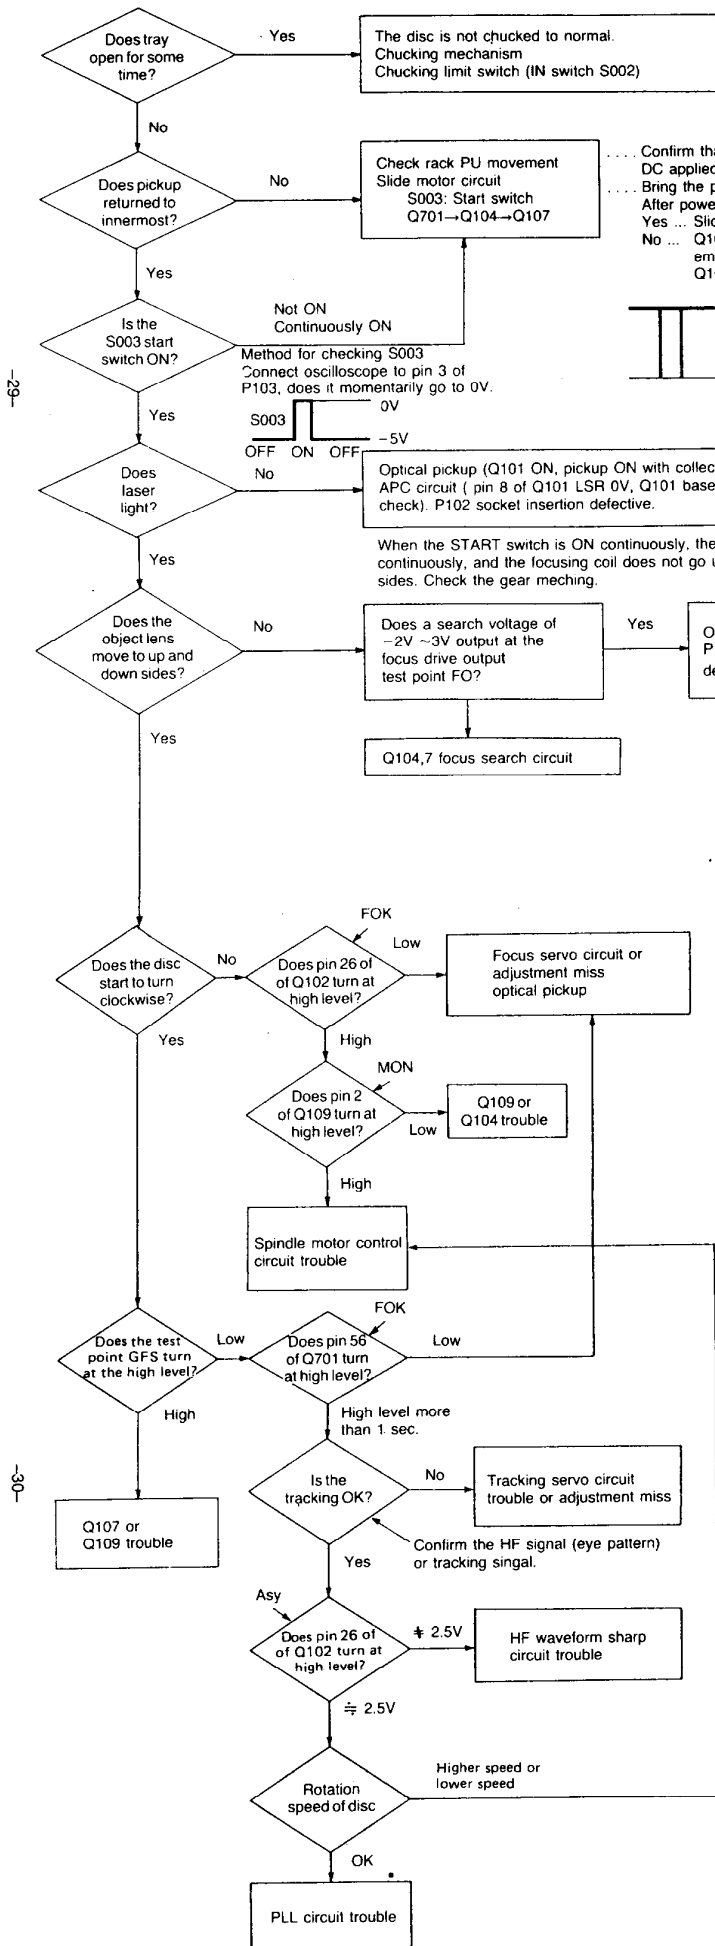 Does tray
open for some
time?
Yes
The disc is not chucked to normal.
Chucking mechanism
Chucking limit switch (IN switch S002)
No
Does pickup
returned to
innermost?
No
Check rack PU movement
Slide motor circuit
S003: Start switch
Q701→Q104→Q107
.... Confirm tha
DC applied
.... Bring the p
After powe
Yes ... Slid
No ... Q10
em
Q1
Yes
Is the
S003 start
switch ON?
Not ON
Continuously ON
Method for checking S003
Connect oscilloscope to pin 3 of
P103, does it momentarily go to 0V.
S003
0V
−5V
OFF ON OFF
-29-
Yes
Does
laser
light?
No
Optical pickup (Q101 ON, pickup ON with collec
APC circuit ( pin 8 of Q101 LSR 0V, Q101 base
check). P102 socket insertion defective.
When the START switch is ON continuously, the
continuously, and the focusing coil does not go u
sides. Check the gear meching.
Yes
Does the
object lens
move to up and
down sides?
No
Does a search voltage of
−2V ~3V output at the
focus drive output
test point FO?
Yes
O
P
de
Q104,7 focus search circuit
Yes
Does the disc
start to turn
clockwise?
No
FOK
Does pin 26 of
of Q102 turn at
high level?
Low
Focus servo circuit or
adjustment miss
optical pickup
Yes
High
MON
Does pin 2
of Q109 turn at
high level?
Low
Q109 or
Q104 trouble
High
Spindle motor control
circuit trouble
Does the test
point GFS turn
at the high level?
Low
FOK
Does pin 56
of Q701 turn
at high level?
Low
High
High level more
than 1 sec.
-30-
Q107 or
Q109 trouble
Is the
tracking OK?
No
Tracking servo circuit
trouble or adjustment miss
Confirm the HF signal (eye pattern)
or tracking singal.
Yes
Asy
Does pin 26 of
of Q102 turn at
high level?
≠ 2.5V
HF waveform sharp
circuit trouble
≒ 2.5V
Rotation
speed of disc
Higher speed or
lower speed
OK
PLL circuit trouble